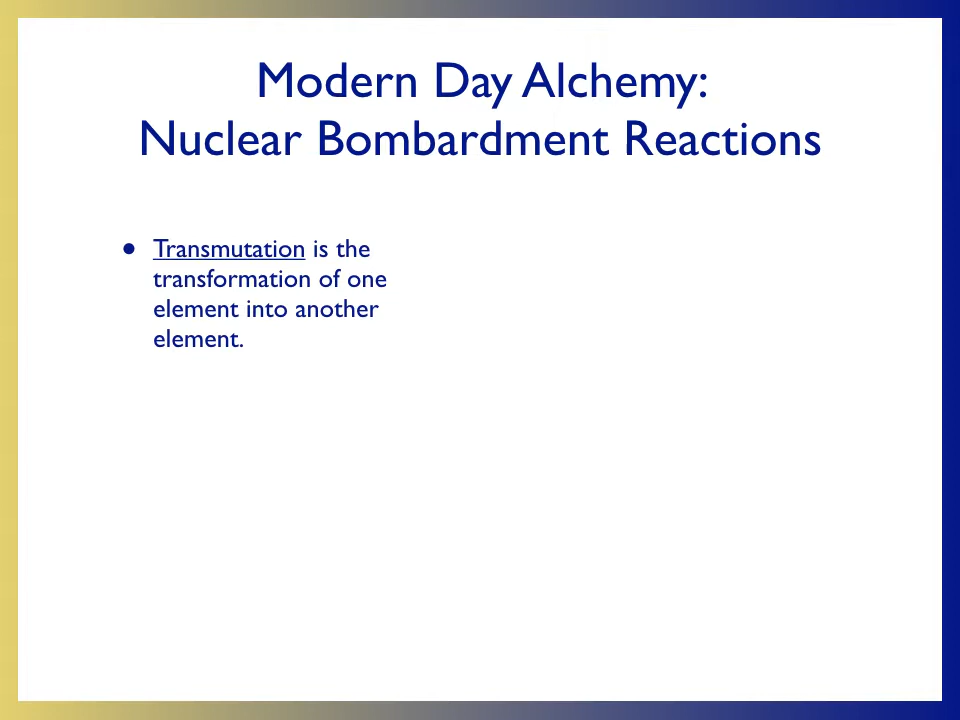 Modern Day Alchemy:
Nuclear Bombardment Reactions
• Transmutation is the
transformation of one
element into another
element.